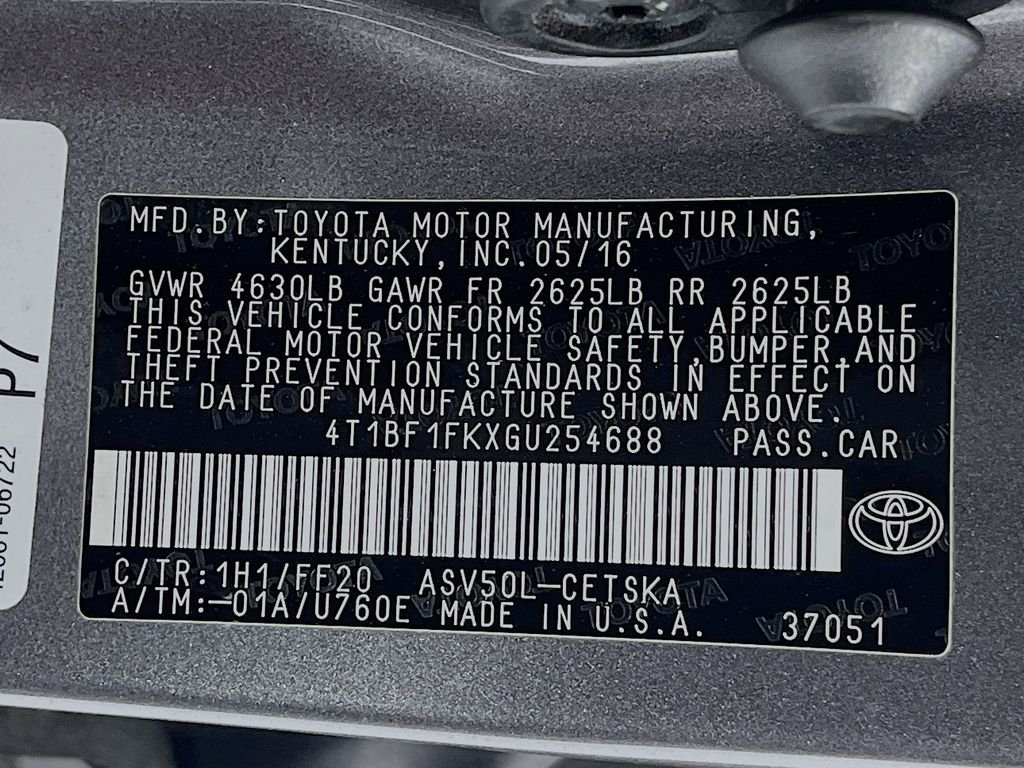 MFD.BY:TOYOTA MOTOR MANUFACTURING,
KENTUCKY,INC.05/16
GVWR 4630LB GAWR FR 2625LB RR 2625LB
THIS VEHICLE CONFORMS TO ALL APPLICABLE
FEDERAL MOTOR VEHICLE SAFETY,BUMPER,AND
THEFT PREVENTION STANDARDS IN EFFECT ON
THE DATE OF MANUFACTURE SHOWN ABOVE.
4T1BF1FKXGU254688 PASS.CAR
C/TR:1H1/FF20 ASV50L-CETSKA
A/TM:-01A/U760E MADE IN U.S.A. 37051
P7